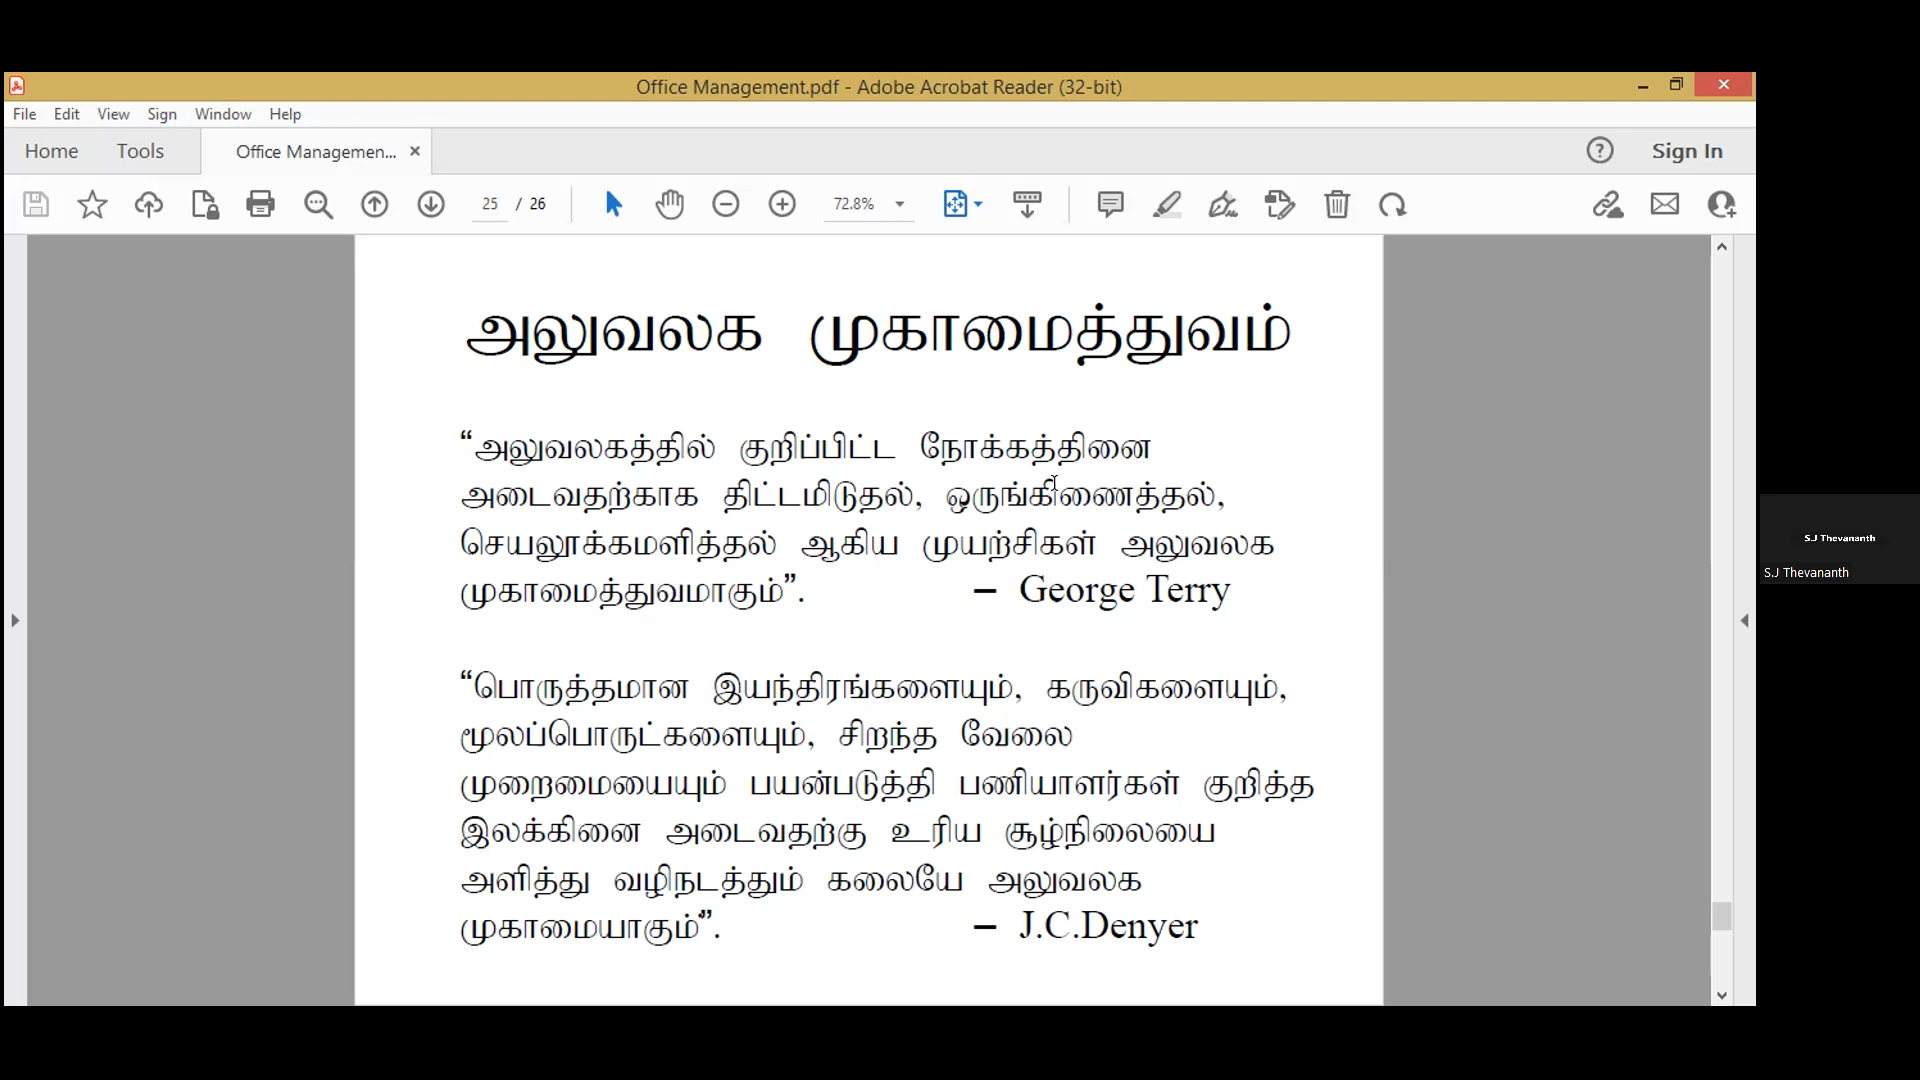 Office Management.pdf - Adobe Acrobat Reader (32-bit)
File Edit View Sign Window Help
Home Tools Office Managemen... Sign In
25 / 26 72.8%
அலுவலக முகாமைத்துவம்
“அலுவலகத்தில் குறிப்பிட்ட நோக்கத்தினை
அடைவதற்காக திட்டமிடுதல், ஒருங்கிணைத்தல்,
செயலூக்கமளித்தல் ஆகிய முயற்சிகள் அலுவலக
முகாமைத்துவமாகும்”. – George Terry
“பொருத்தமான இயந்திரங்களையும், கருவிகளையும்,
மூலப்பொருட்களையும், சிறந்த வேலை
முறைமையையும் பயன்படுத்தி பணியாளர்கள் குறித்த
இலக்கினை அடைவதற்கு உரிய சூழ்நிலையை
அளித்து வழிநடத்தும் கலையே அலுவலக
முகாமையாகும்”. – J.C.Denyer
S.J Thevananth
S.J Thevananth